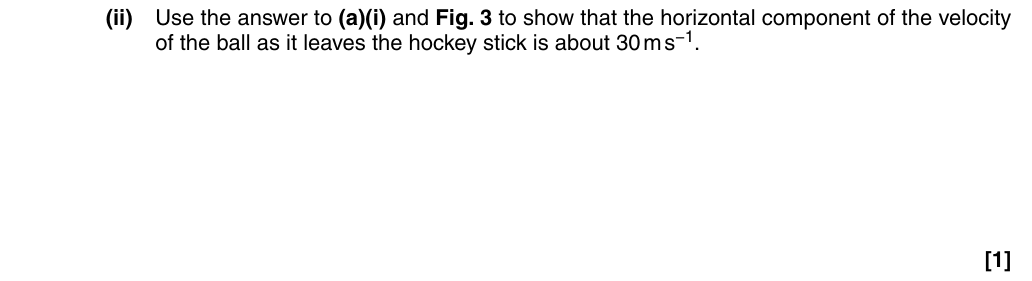 (ii) Use the answer to (a)(i) and Fig. 3 to show that the horizontal component of the velocity
of the ball as it leaves the hockey stick is about 30 m s⁻¹.
[1]